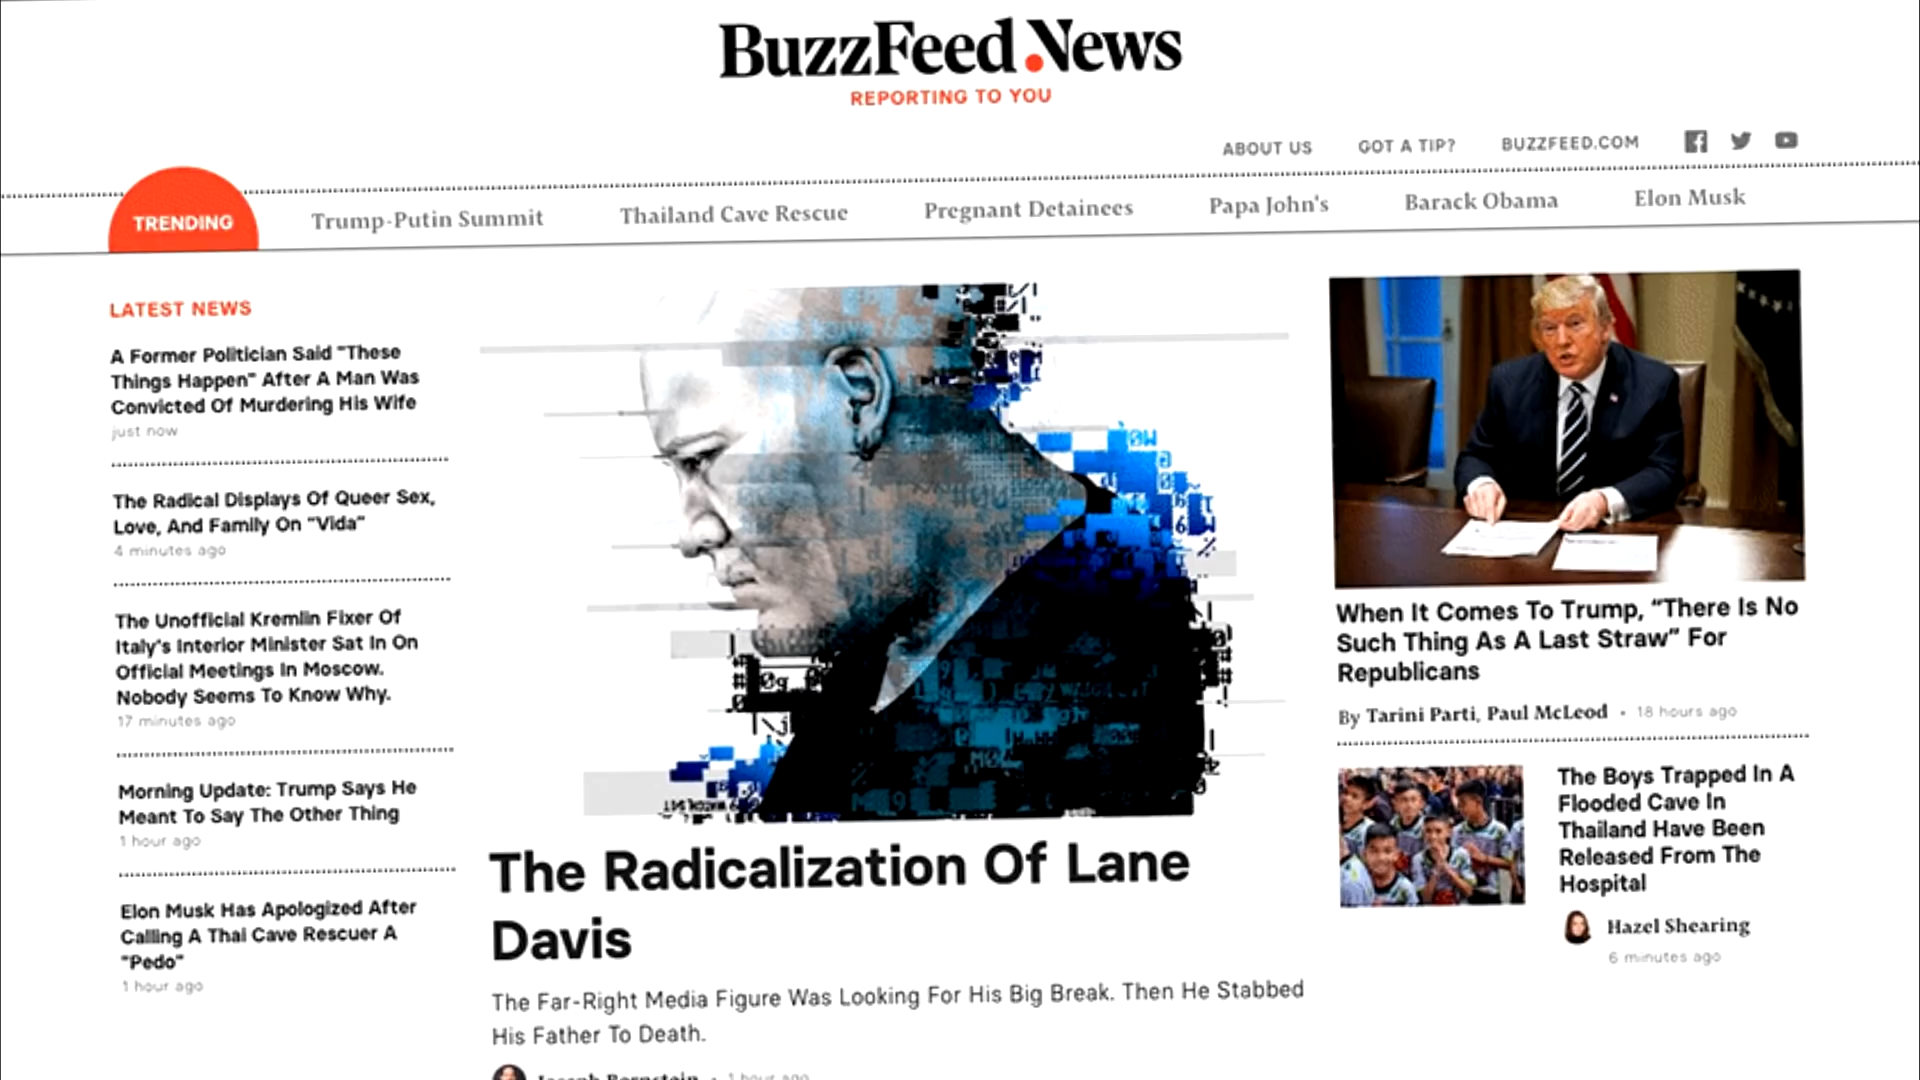 BuzzFeed News
REPORTING TO YOU
ABOUT US
GOT A TIP?
BUZZFEED.COM
TRENDING
Trump-Putin Summit
Thailand Cave Rescue
Pregnant Detainees
Papa John's
Barack Obama
Elon Musk
LATEST NEWS
A Former Politician Said "These
Things Happen" After A Man Was
Convicted Of Murdering His Wife
just now
The Radical Displays Of Queer Sex,
Love, And Family On "Vida"
4 minutes ago
The Unofficial Kremlin Fixer Of
Italy's Interior Minister Sat In On
Official Meetings In Moscow.
Nobody Seems To Know Why.
17 minutes ago
Morning Update: Trump Says He
Meant To Say The Other Thing
1 hour ago
Elon Musk Has Apologized After
Calling A Thai Cave Rescuer A
"Pedo"
1 hour ago
The Radicalization Of Lane
Davis
The Far-Right Media Figure Was Looking For His Big Break. Then He Stabbed
His Father To Death.
Joseph Bernstein • 1 hour ago
When It Comes To Trump, “There Is No
Such Thing As A Last Straw” For
Republicans
By Tarini Parti, Paul McLeod • 18 hours ago
The Boys Trapped In A
Flooded Cave In
Thailand Have Been
Released From The
Hospital
Hazel Shearing
6 minutes ago